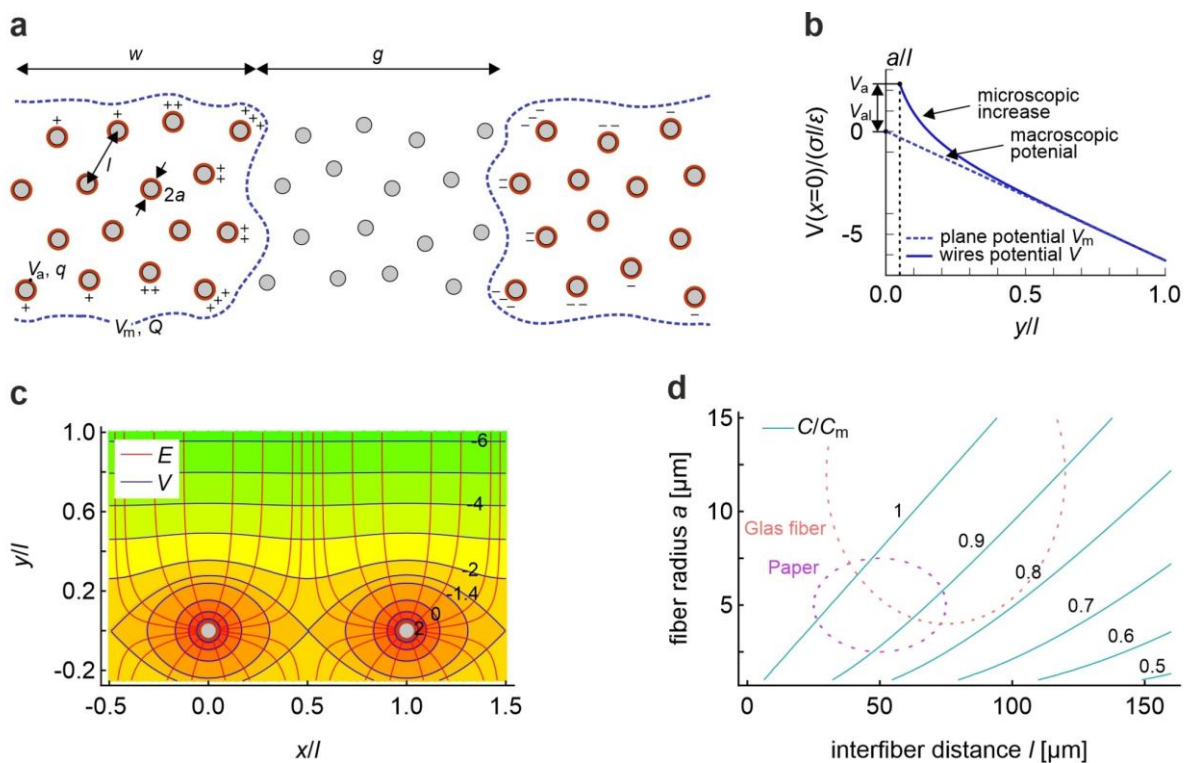 a
w
g
+
+
++
+++
l
2a
++
++
Va, q
+
+
++
+++
Vm, Q
– – –
– –
–
=
=
– – –
– –
–
–
b
a/l
Va
Val
0
-5
V(x=0)/(σl/ε)
microscopic
increase
macroscopic
potenial
plane potential Vm
wires potential V
0.0
0.5
1.0
y/l
c
1.0
0.6
0.2
-0.2
y/l
E
V
-6
-4
-2
-1.4
0
2
-0.5
0.0
0.5
1.0
1.5
x/l
d
15
10
5
fiber radius a [µm]
C/Cm
Glas fiber
Paper
1
0.9
0.8
0.7
0.6
0.5
0
50
100
150
interfiber distance l [µm]